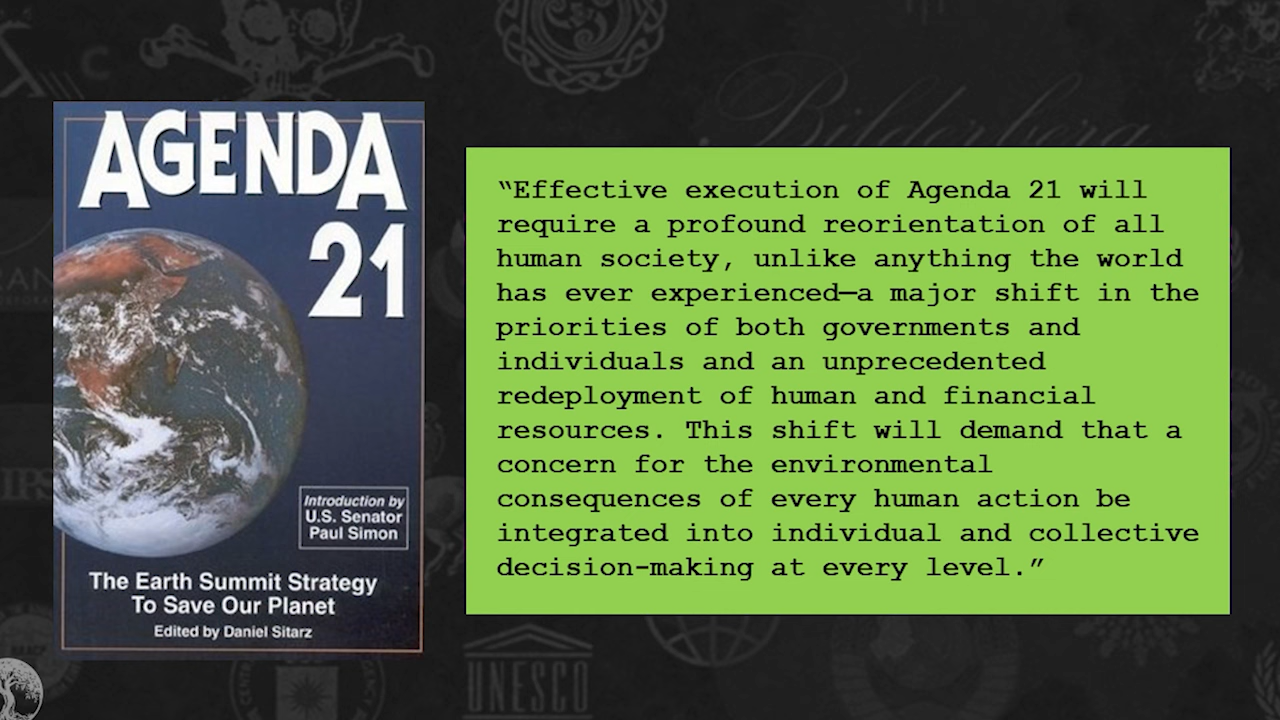 Bilderberg
AGENDA
21
Introduction by
U.S. Senator
Paul Simon
The Earth Summit Strategy
To Save Our Planet
Edited by Daniel Sitarz
“Effective execution of Agenda 21 will
require a profound reorientation of all
human society, unlike anything the world
has ever experienced—a major shift in the
priorities of both governments and
individuals and an unprecedented
redeployment of human and financial
resources. This shift will demand that a
concern for the environmental
consequences of every human action be
integrated into individual and collective
decision-making at every level.”
UNESCO